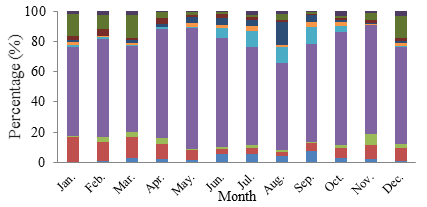 100
80
60
40
20
0
Percentage (%)
Jan. Feb. Mar. Apr. May. Jun. Jul. Aug. Sep. Oct. Nov. Dec.
Month